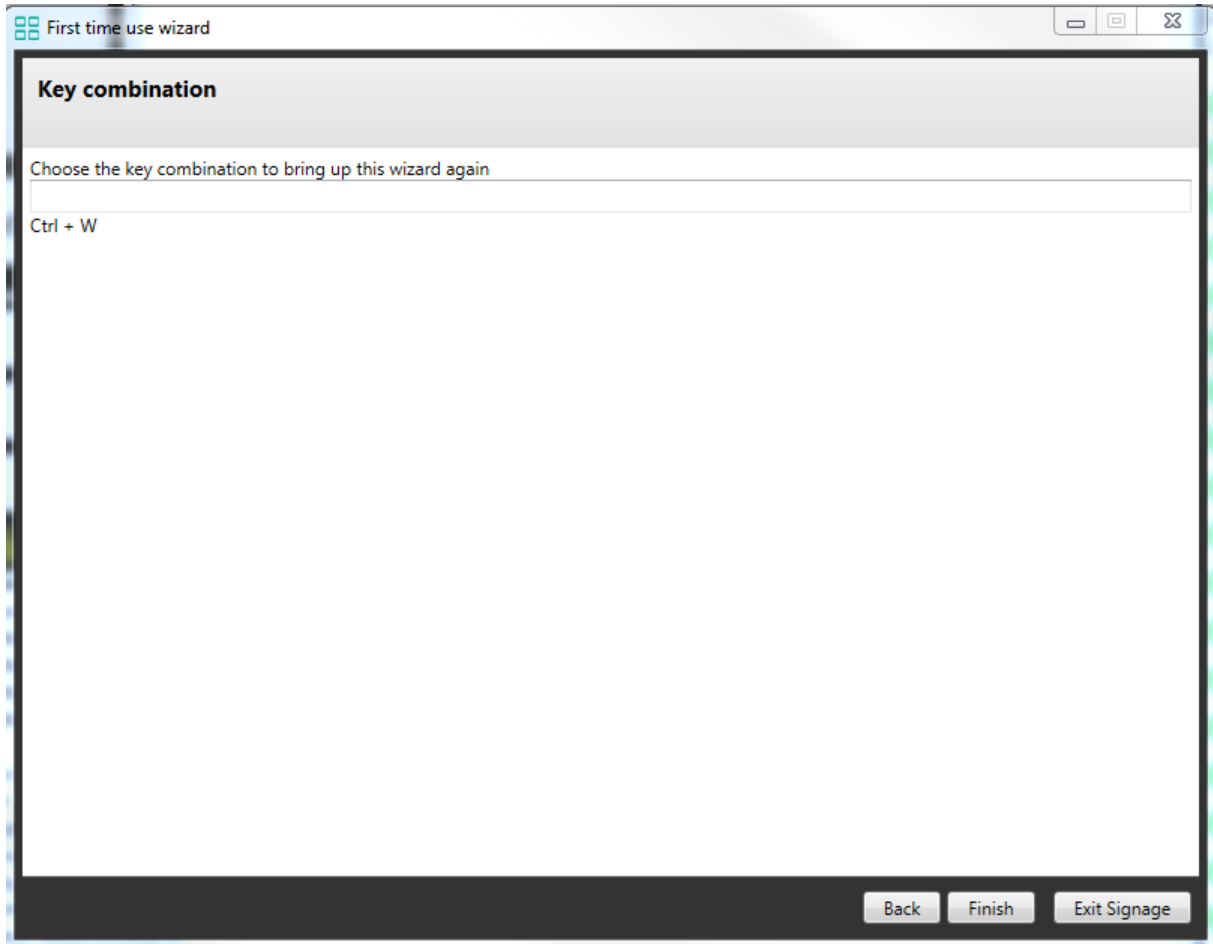 First time use wizard
Key combination
Choose the key combination to bring up this wizard again
Ctrl + W
Back Finish Exit Signage